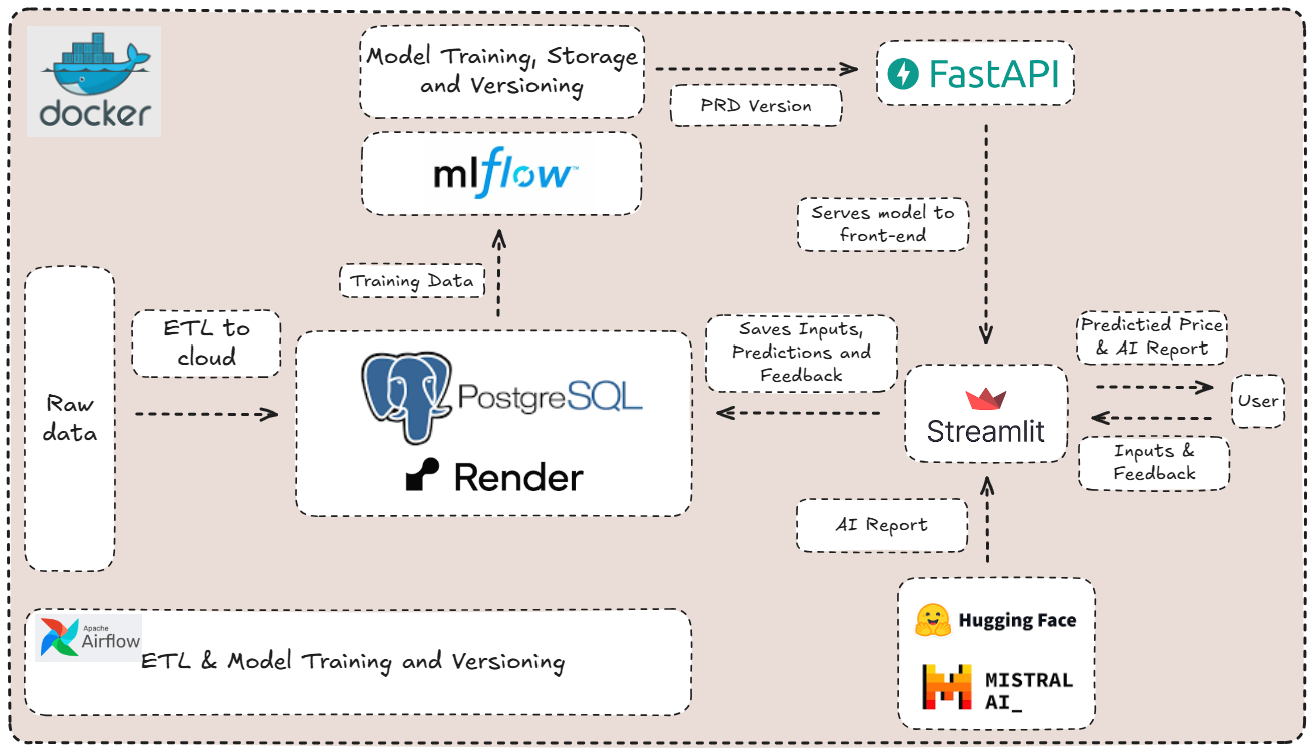 docker
Model Training, Storage
and Versioning
PRD Version
FastAPI
mlflow™
Serves model to
front-end
Training Data
Raw
data
ETL to
cloud
PostgreSQL
Render
Saves Inputs,
Predictions and
Feedback
Streamlit
Predictied Price
& AI Report
User
Inputs &
Feedback
AI Report
Hugging Face
MISTRAL
AI_
Apache
Airflow
ETL & Model Training and Versioning